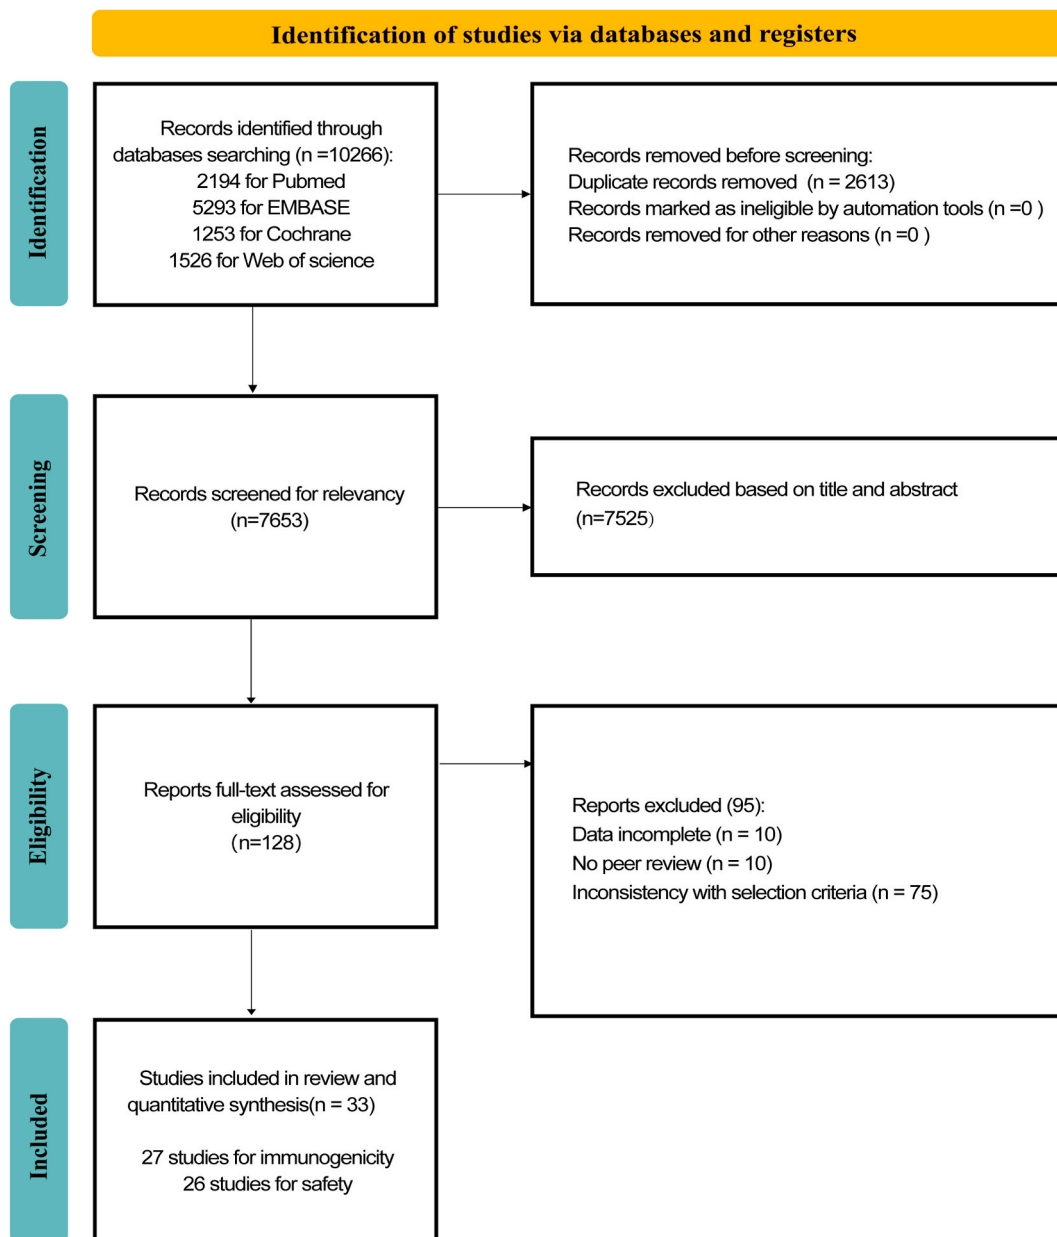 Identification of studies via databases and registers
Identification
Records identified through
databases searching (n =10266):
2194 for Pubmed
5293 for EMBASE
1253 for Cochrane
1526 for Web of science
Records removed before screening:
Duplicate records removed (n = 2613)
Records marked as ineligible by automation tools (n =0 )
Records removed for other reasons (n =0 )
Screening
Records screened for relevancy
(n=7653)
Records excluded based on title and abstract
(n=7525)
Eligibility
Reports full-text assessed for
eligibility
(n=128)
Reports excluded (95):
Data incomplete (n = 10)
No peer review (n = 10)
Inconsistency with selection criteria (n = 75)
Included
Studies included in review and
quantitative synthesis(n = 33)
27 studies for immunogenicity
26 studies for safety